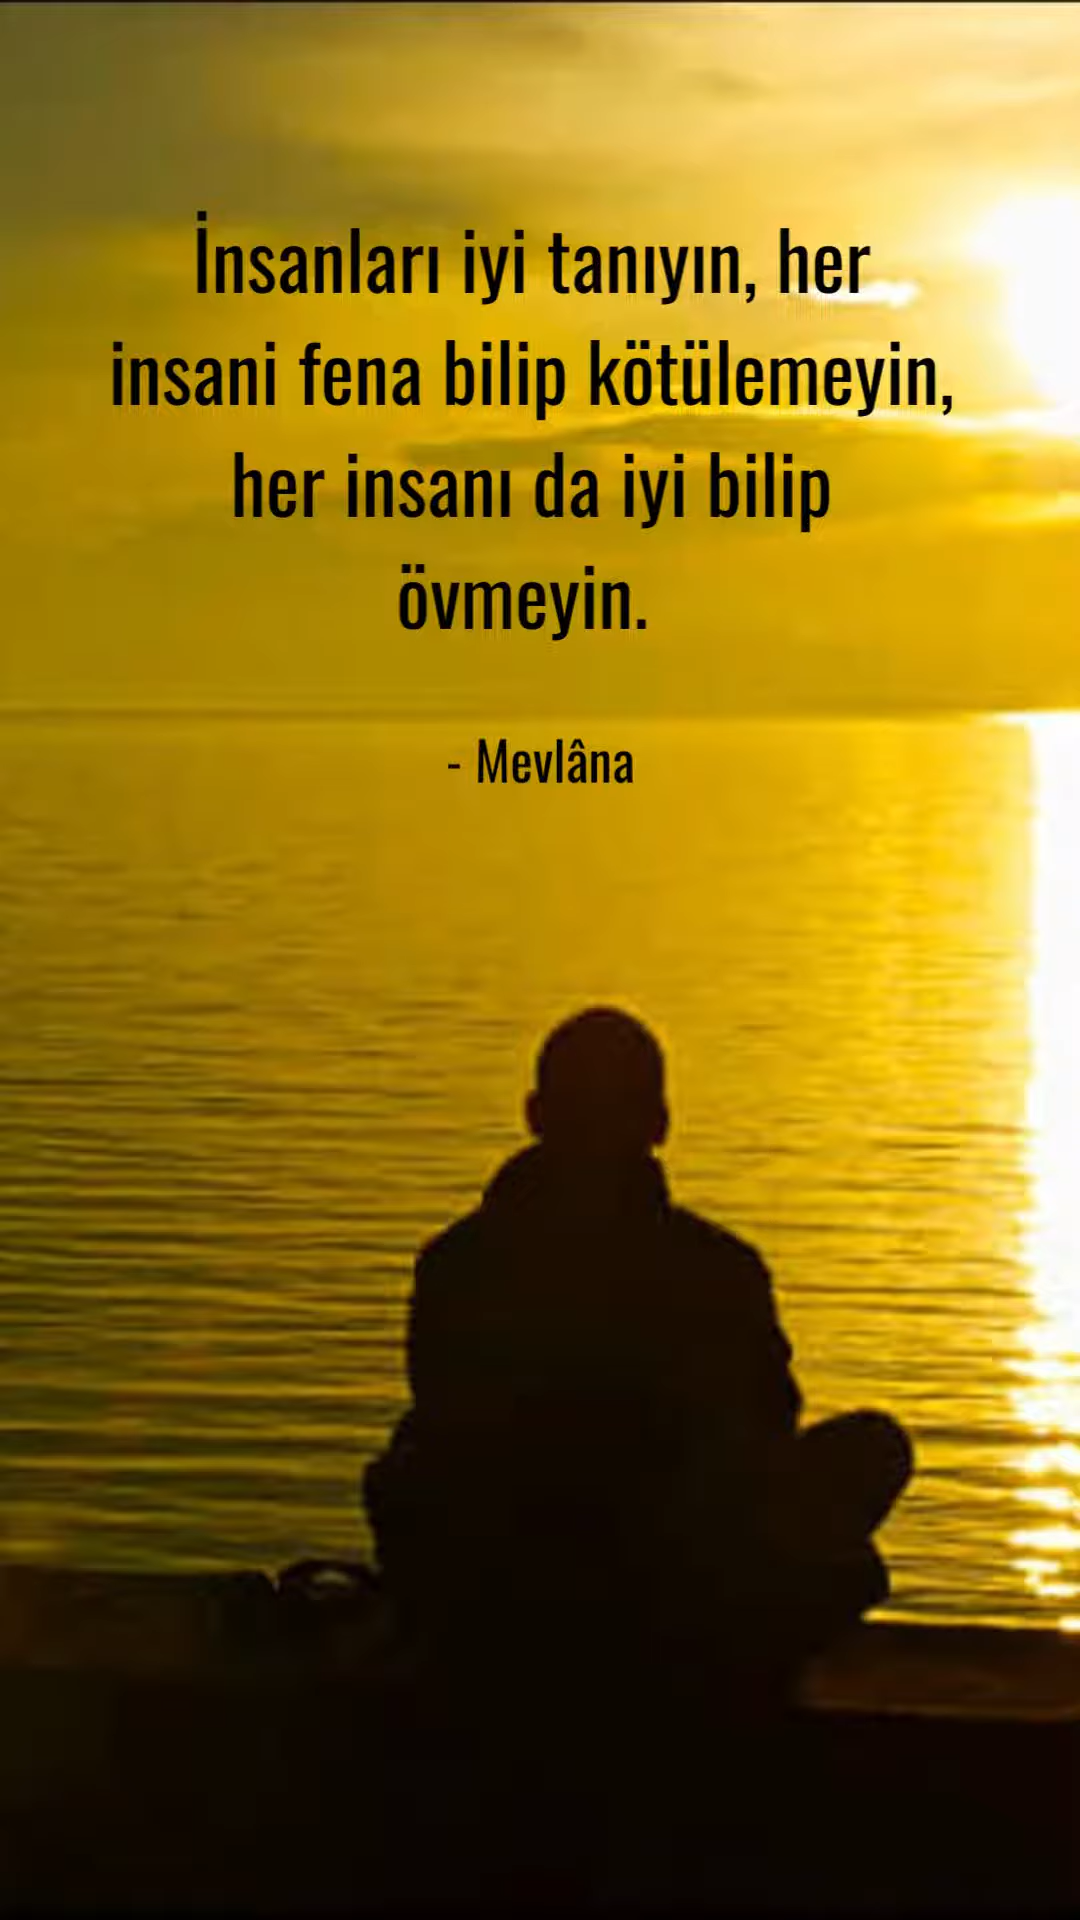 İnsanları iyi tanıyın, her
insani fena bilip kötülemeyin,
her insanı da iyi bilip
övmeyin.
- Mevlâna